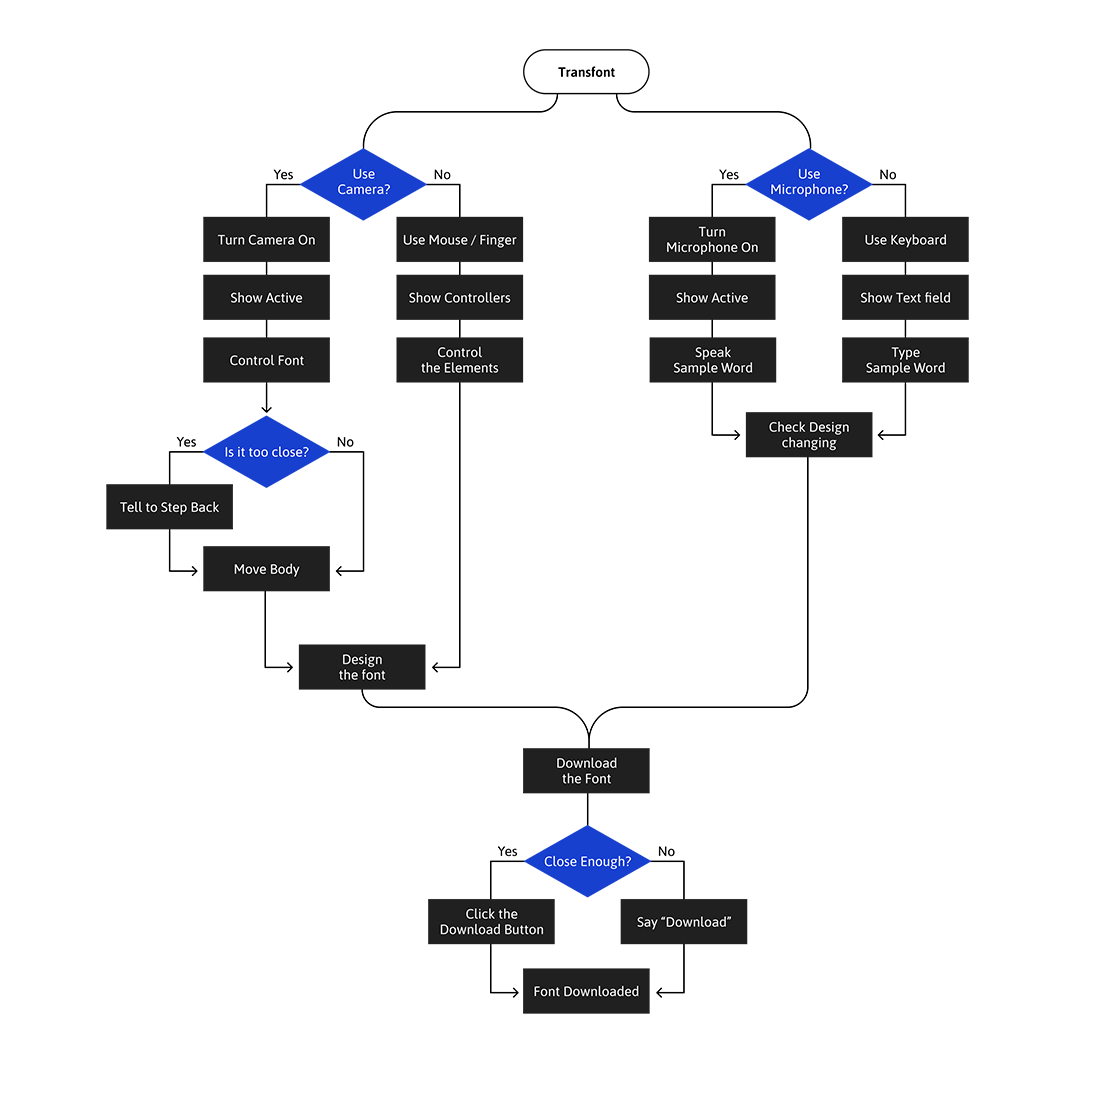 Transfont
Use
Camera?
Yes
No
Use
Microphone?
Yes
No
Turn Camera On
Use Mouse / Finger
Turn
Microphone On
Use Keyboard
Show Active
Show Controllers
Show Active
Show Text field
Control Font
Control
the Elements
Speak
Sample Word
Type
Sample Word
Check Design
changing
Is it too close?
Yes
No
Tell to Step Back
Move Body
Design
the font
Download
the Font
Close Enough?
Yes
No
Click the
Download Button
Say “Download”
Font Downloaded